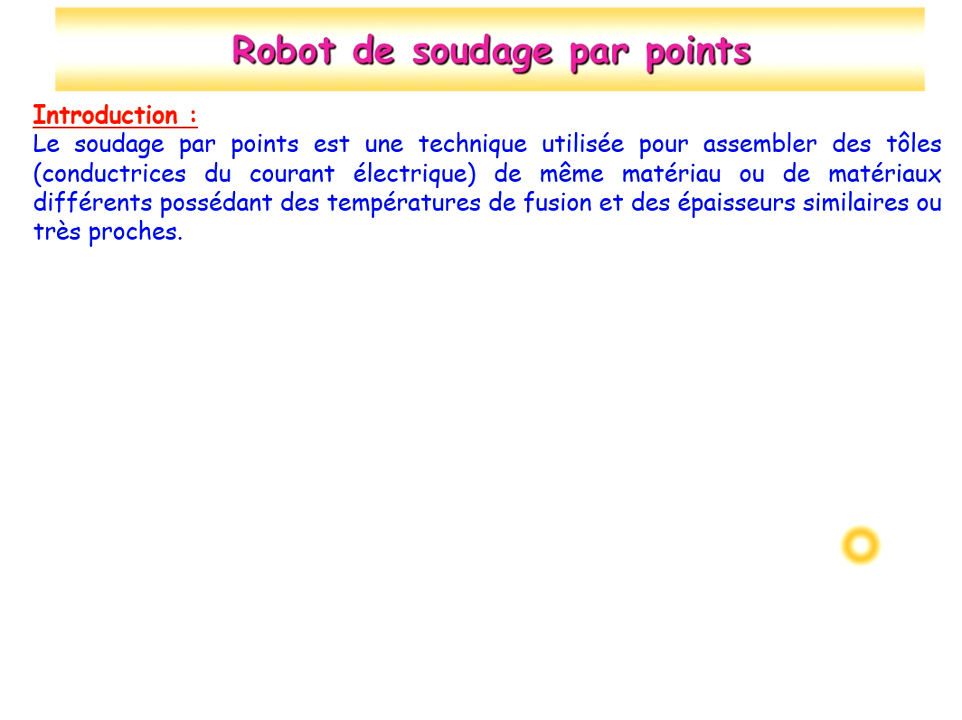 Robot de soudage par points
Introduction :
Le soudage par points est une technique utilisée pour assembler des tôles
(conductrices du courant électrique) de même matériau ou de matériaux
différents possédant des températures de fusion et des épaisseurs similaires ou
très proches.